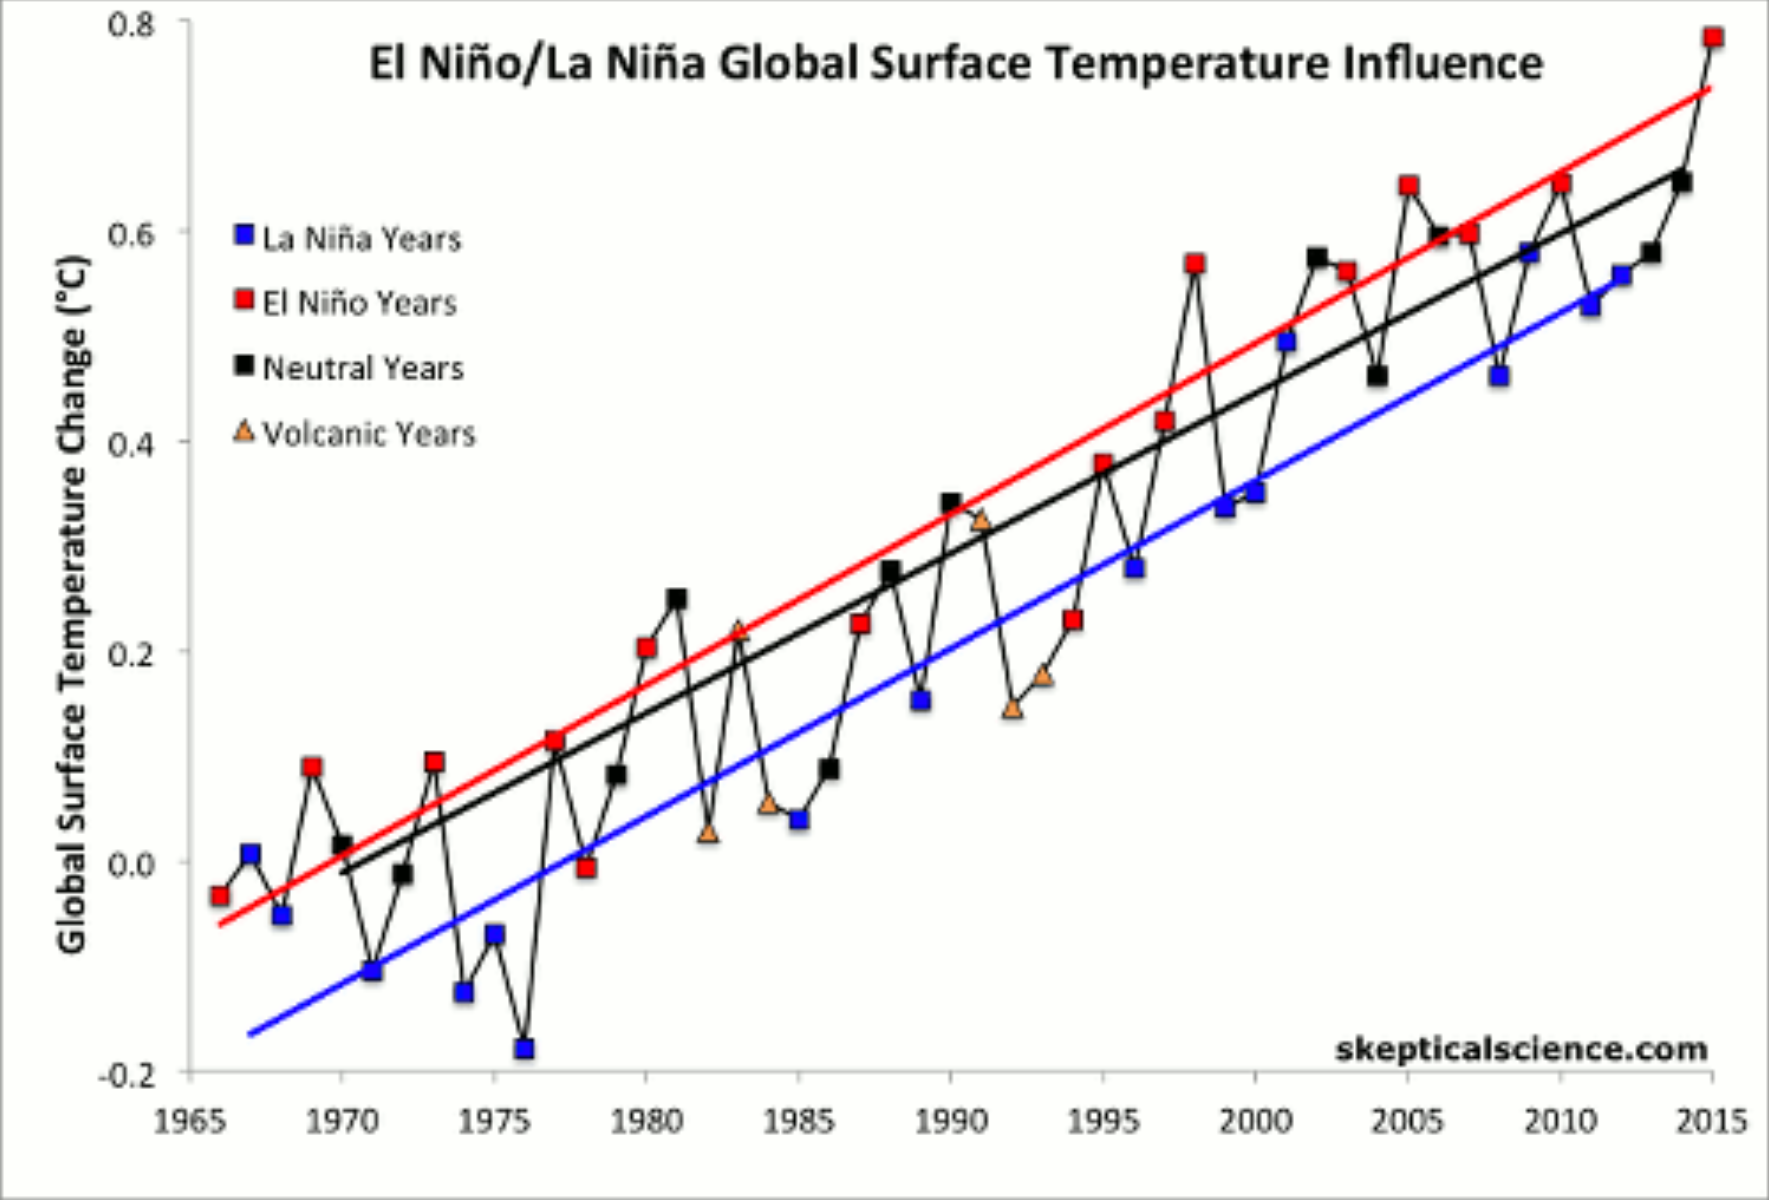 El Niño/La Niña Global Surface Temperature Influence
Global Surface Temperature Change (°C)
0.8
0.6
0.4
0.2
0.0
-0.2
La Niña Years
El Niño Years
Neutral Years
Volcanic Years
skepticalscience.com
1965 1970 1975 1980 1985 1990 1995 2000 2005 2010 2015